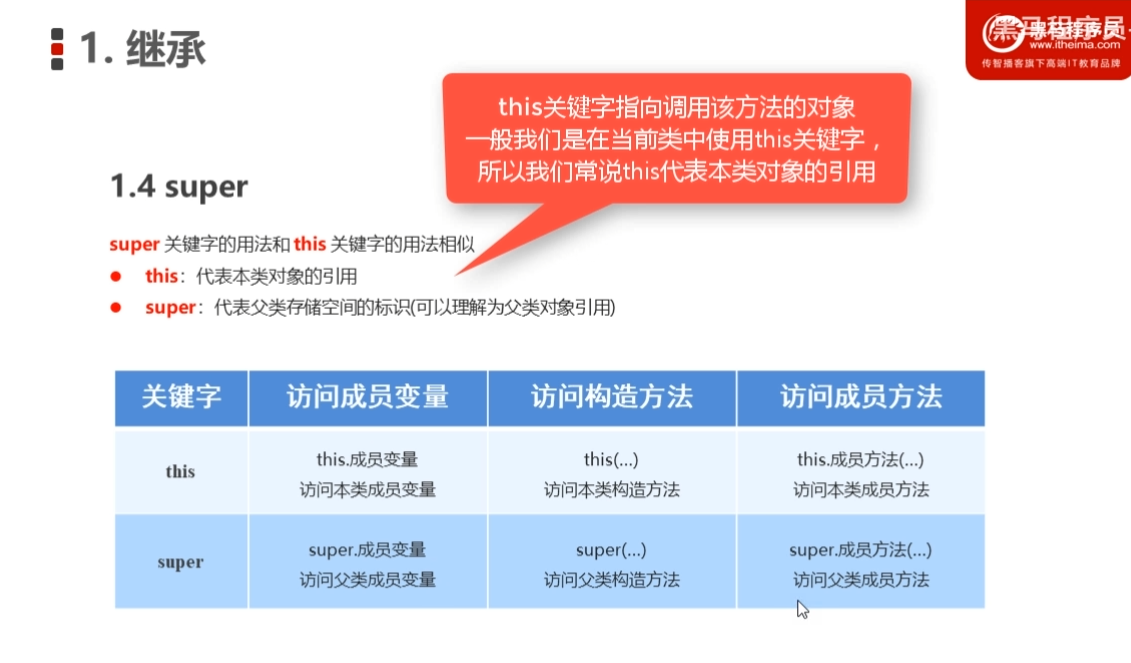 1. 继承
黑马程序员
www.itheima.com
传智播客旗下高端IT教育品牌
this关键字指向调用该方法的对象
一般我们是在当前类中使用this关键字，
所以我们常说this代表本类对象的引用
1.4 super
super 关键字的用法和 this 关键字的用法相似
this：代表本类对象的引用
super：代表父类存储空间的标识(可以理解为父类对象引用)
关键字 访问成员变量 访问构造方法 访问成员方法
this.成员变量 this(…) this.成员方法(…)
this
访问本类成员变量 访问本类构造方法 访问本类成员方法
super.成员变量 super(…) super.成员方法(…)
super
访问父类成员变量 访问父类构造方法 访问父类成员方法